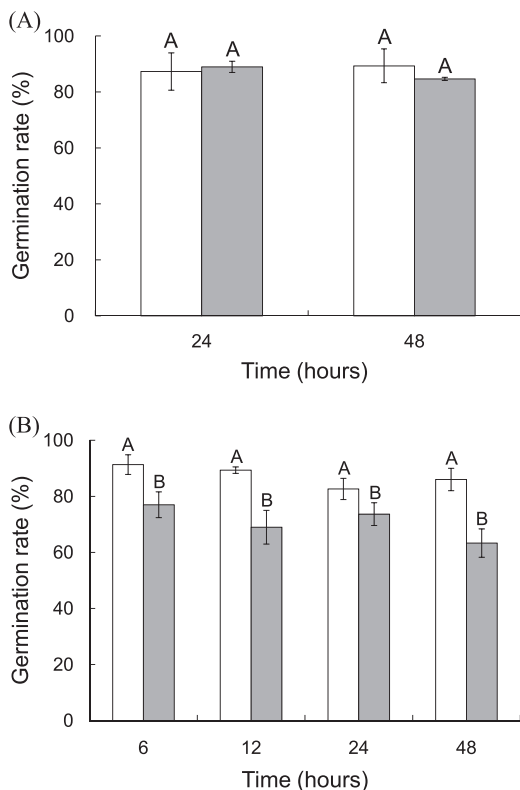 (A)
Germination rate (%)
100
80
60
40
20
0
A A A A
24 48
Time (hours)
(B)
Germination rate (%)
100
80
60
40
20
0
A B A B A B A B
6 12 24 48
Time (hours)